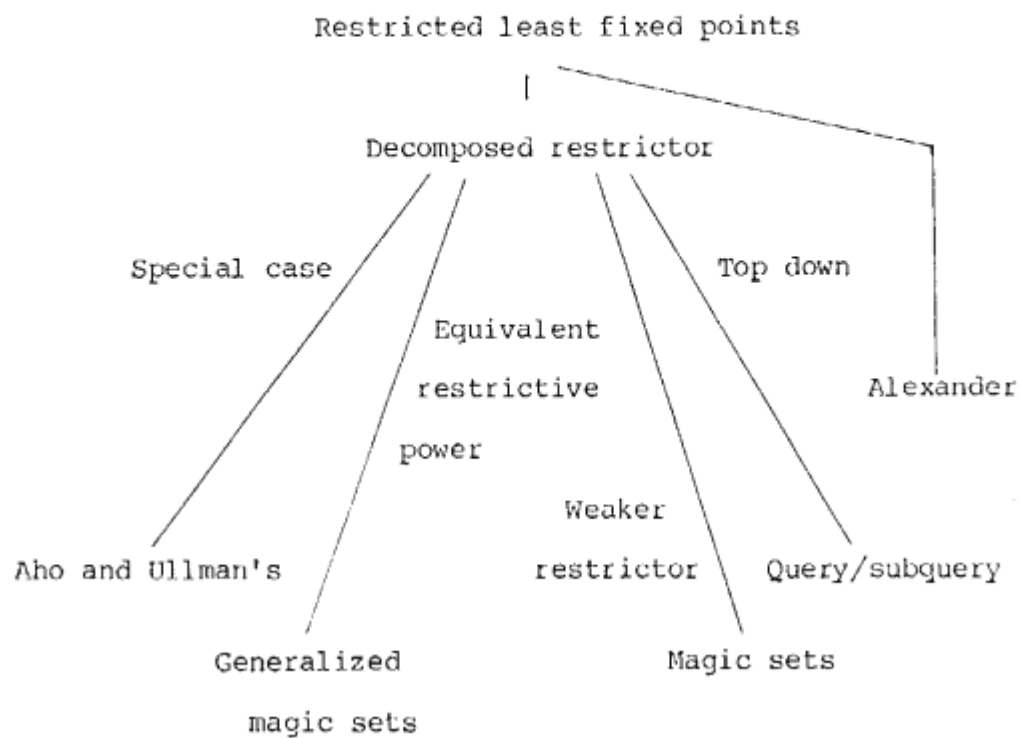 Restricted least fixed points
Decomposed restrictor
Special case
Top down
Equivalent
restrictive
power
Alexander
Weaker
restrictor
Aho and Ullman's
Query/subquery
Generalized
magic sets
Magic sets